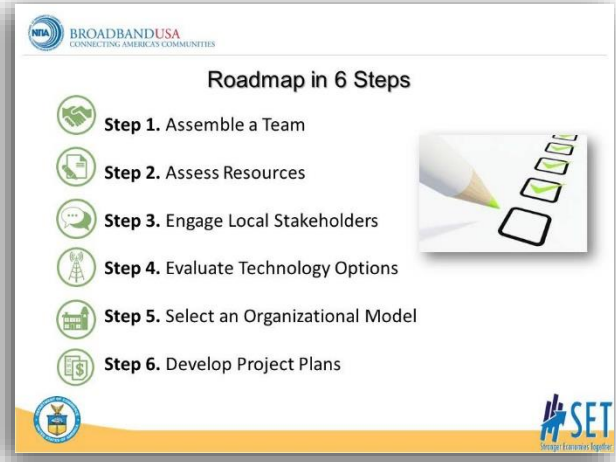 NTIA
BROADBANDUSA
CONNECTING AMERICA'S COMMUNITIES
Roadmap in 6 Steps
Step 1. Assemble a Team
Step 2. Assess Resources
Step 3. Engage Local Stakeholders
Step 4. Evaluate Technology Options
Step 5. Select an Organizational Model
Step 6. Develop Project Plans
$
SET
Stronger Economies Together